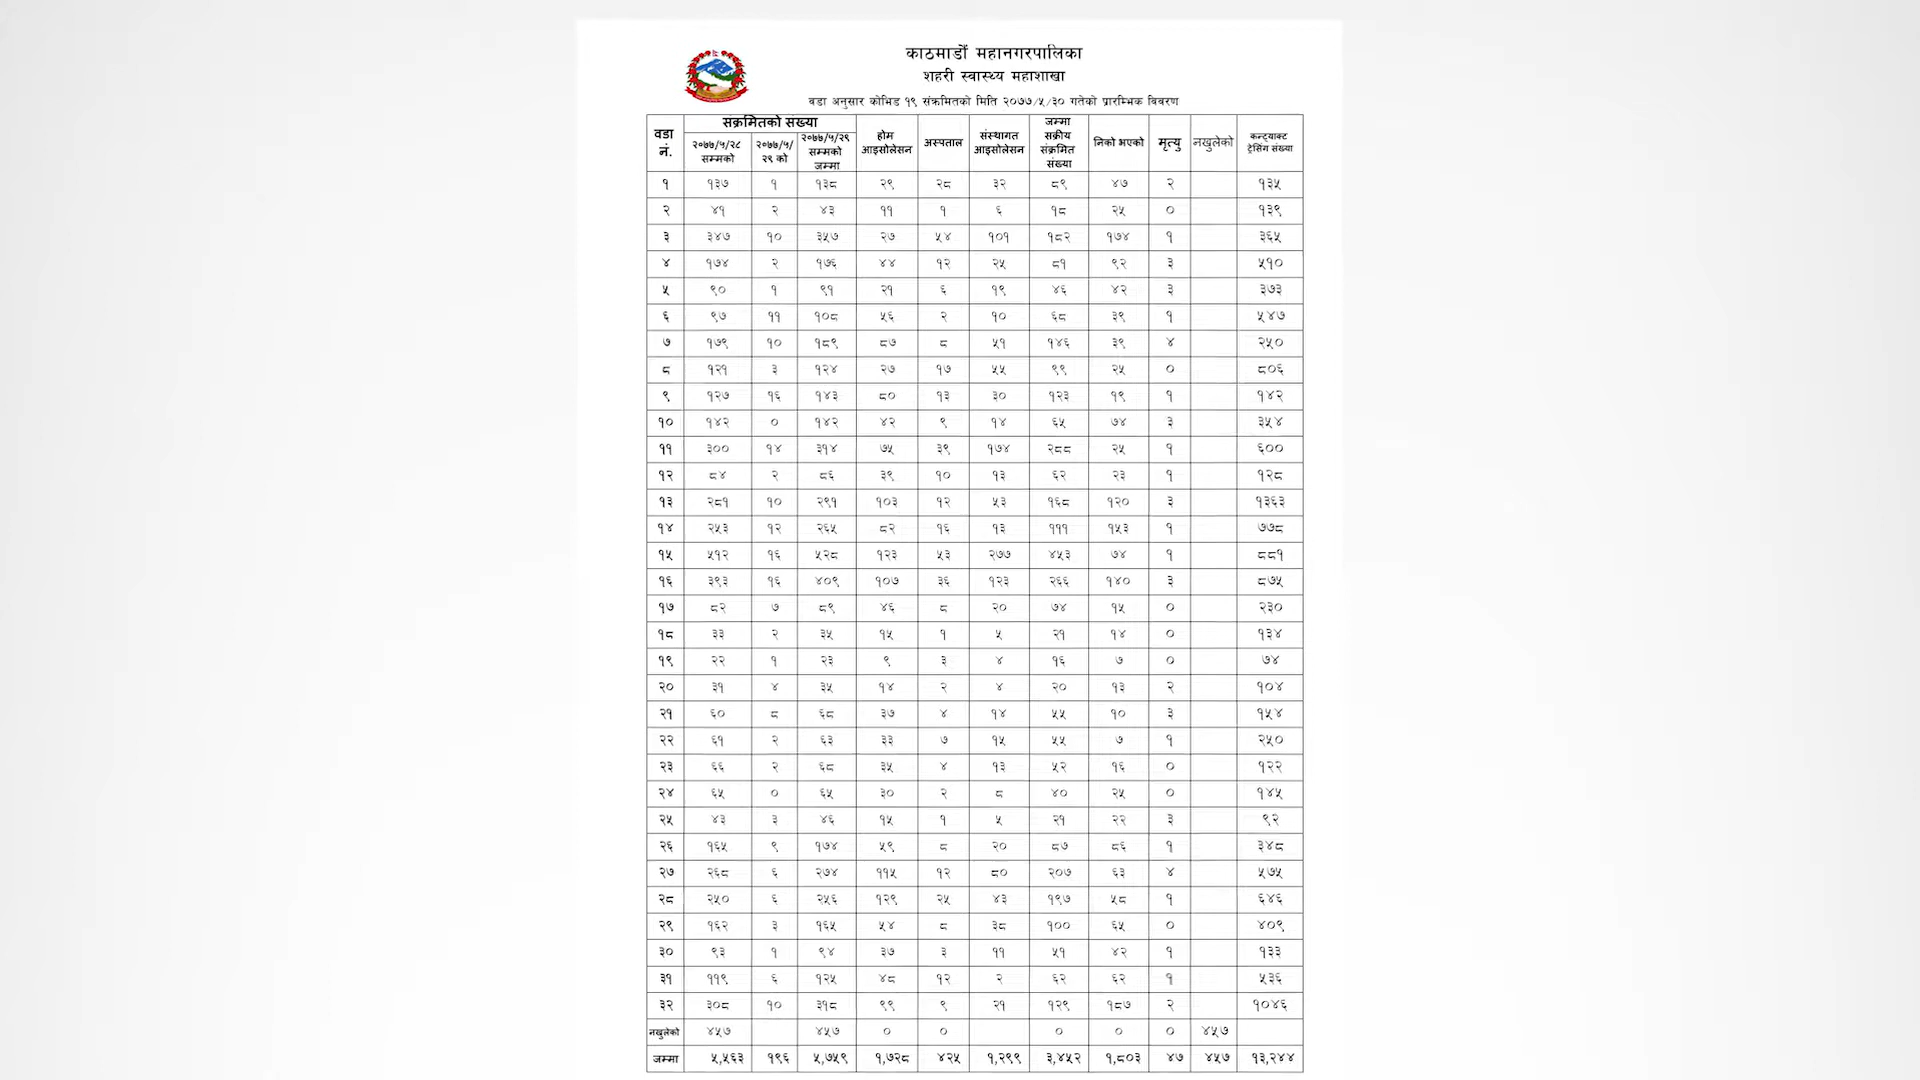 काठमाडौं महानगरपालिका
शहरी स्वास्थ्य महाशाखा
वडा अनुसार कोभिड १९ संक्रमितको मिति २०७७/५/३० गतेको प्रारम्भिक विवरण
वडा नं. संक्रमितको संख्या २०७७/५/२८ सम्मको २०७७/५/२९ को २०७७/५/२९ सम्मको जम्मा होम आइसोलेसन अस्पताल संस्थागत आइसोलेसन जम्मा सक्रीय संक्रमित संख्या निको भएको मृत्यु नखुलेको कन्ट्याक्ट ट्रेसिंग संख्या
१ १३७ १ १३८ २९ २८ ३२ ८९ ४७ २ १३५
२ ४१ २ ४३ ११ १ ६ १८ २५ ० १३९
३ ३४७ १० ३५७ २७ ५४ १०१ १८२ १७४ १ ३६५
४ १७४ २ १७६ ४४ १२ २५ ८१ ९२ ३ ५१०
५ ९० १ ९१ २१ ६ १९ ४६ ४२ ३ ३७३
६ ९७ ११ १०८ ५६ २ १० ६८ ३९ १ ५४७
७ १७९ १० १८९ ८७ ८ ५१ १४६ ३९ ४ २५०
८ १२१ ३ १२४ २७ १७ ५५ ९९ २५ ० ८०६
९ १२७ १६ १४३ ८० १३ ३० १२३ १९ १ १४२
१० १४२ ० १४२ ४२ ९ १४ ६५ ७४ ३ ३५४
११ ३०० १४ ३१४ ७५ ३९ १७४ २८८ २५ १ ६००
१२ ८४ २ ८६ ३९ १० १३ ६२ २३ १ १२८
१३ २८१ १० २९१ १०३ १२ ५३ १६८ १२० ३ १३६३
१४ २५३ १२ २६५ ८२ १६ १३ १११ १५३ १ ७७८
१५ ५१२ १६ ५२८ १२३ ५३ २७७ ४५३ ७४ १ ८८१
१६ ३९३ १६ ४०९ १०७ ३६ १२३ २६६ १४० ३ ८७५
१७ ८२ ७ ८९ ४६ ८ २० ७४ १५ ० २३०
१८ ३३ २ ३५ १५ १ ५ २१ १४ ० १३४
१९ २२ १ २३ ९ ३ ४ १६ ७ ० ७४
२० ३१ ४ ३५ १४ २ ४ २० १३ २ १०४
२१ ६० ८ ६८ ३७ ४ १४ ५५ १० ३ १५४
२२ ६१ २ ६३ ३३ ७ १५ ५५ ७ १ २५०
२३ ६६ २ ६८ ३५ ४ १३ ५२ १६ ० १२२
२४ ६५ ० ६५ ३० २ ८ ४० २५ ० १४५
२५ ४३ ३ ४६ १५ १ ५ २१ २२ ३ ९२
२६ १६५ ९ १७४ ५९ ८ २० ८७ ८६ १ ३४८
२७ २६८ ६ २७४ ११५ १२ ८० २०७ ६३ ४ ५७५
२८ २५० ६ २५६ १२९ २५ ४३ १९७ ५८ १ ६४६
२९ १६२ ३ १६५ ५४ ८ ३८ १०० ६५ ० ४०९
३० ९३ १ ९४ ३७ ३ ११ ५१ ४२ १ १३३
३१ ११९ ६ १२५ ४८ १२ २ ६२ ६२ १ ५३६
३२ ३०८ १० ३१८ ९९ ९ २१ १२९ १८७ २ १०४६
नखुलेको ४५७ ४५७ ० ० ० ० ० ४५७
जम्मा ५,५६३ १९६ ५,७५९ १,७२८ ४२५ १,२९९ ३,४५२ १,८०३ ४७ ४५७ १३,२४४